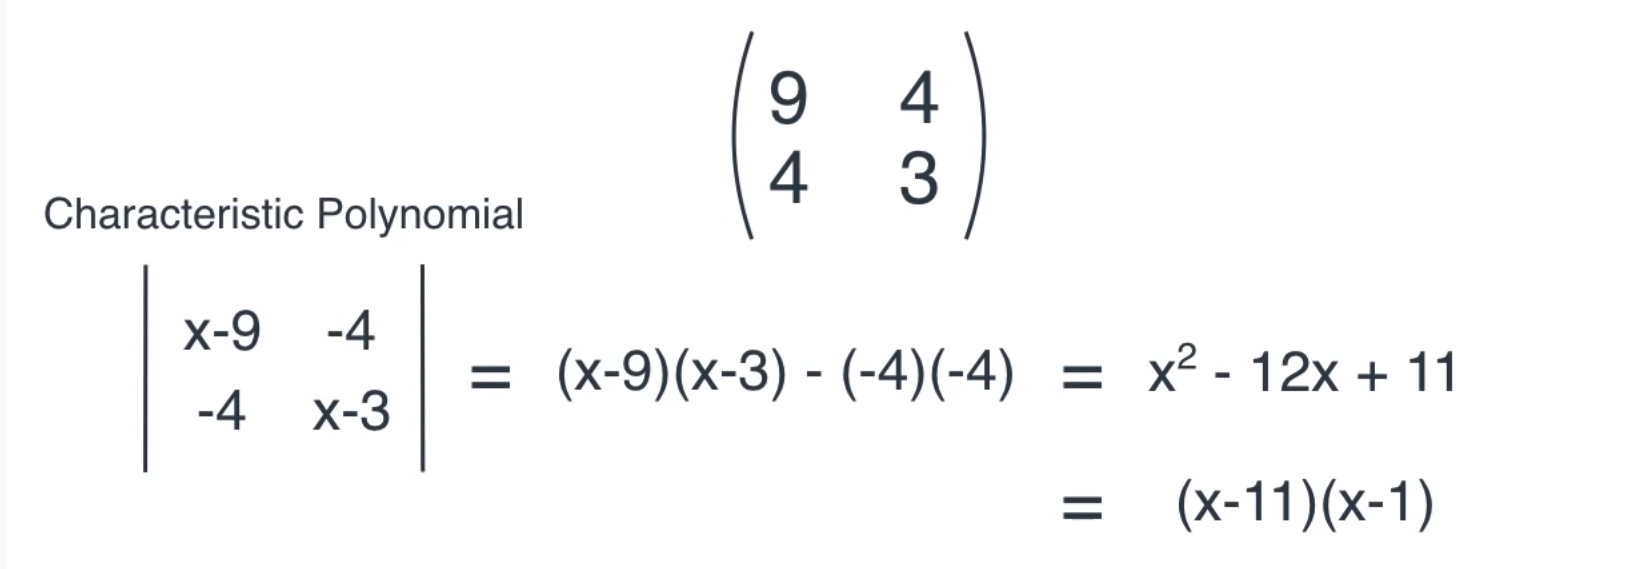 9 4
4 3
Characteristic Polynomial
x-9 -4
-4 x-3
= (x-9)(x-3) - (-4)(-4) = x² - 12x + 11
= (x-11)(x-1)